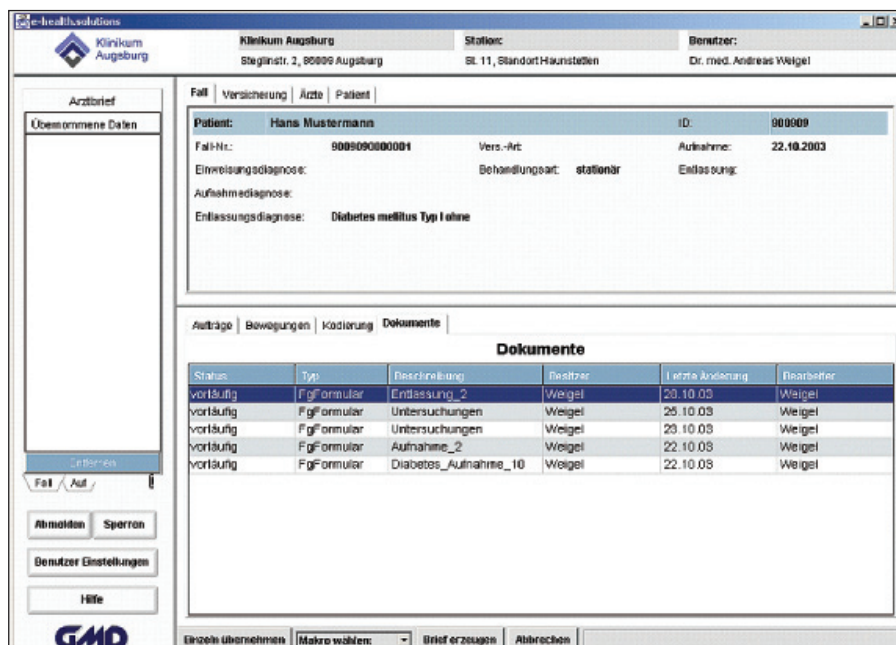 e-health.solutions
Klinikum Augsburg
Klinikum Augsburg Station: Benutzer:
Steglinstr. 2, 86009 Augsburg St. 11, Standort Haunstetten Dr. med. Andreas Weigel
Arztbrief
Übernommene Daten
Fall Versicherung Ärzte Patient
Patient: Hans Mustermann ID: 900909
Fall-Nr.: 9009090000001 Vers.-Art: Aufnahme: 22.10.2003
Einweisungsdiagnose: Behandlungsart: stationär Entlassung:
Aufnahmediagnose:
Entlassungsdiagnose: Diabetes mellitus Typ I ohne
Aufträge Bewegungen Kodierung Dokumente
Dokumente
Status Typ Beschreibung Besitzer Letzte Änderung Bearbeiter
vorläufig FgFormular Entlassung_2 Weigel 28.10.03 Weigel
vorläufig FgFormular Untersuchungen Weigel 25.10.03 Weigel
vorläufig FgFormular Untersuchungen Weigel 23.10.03 Weigel
vorläufig FgFormular Aufnahme_2 Weigel 22.10.03 Weigel
vorläufig FgFormular Diabetes_Aufnahme_10 Weigel 22.10.03 Weigel
Entfernen
Fall Auf
Abmelden Sperren
Benutzer Einstellungen
Hilfe
GMD
Einzeln übernehmen Makro wählen: Brief erzeugen Abbrechen